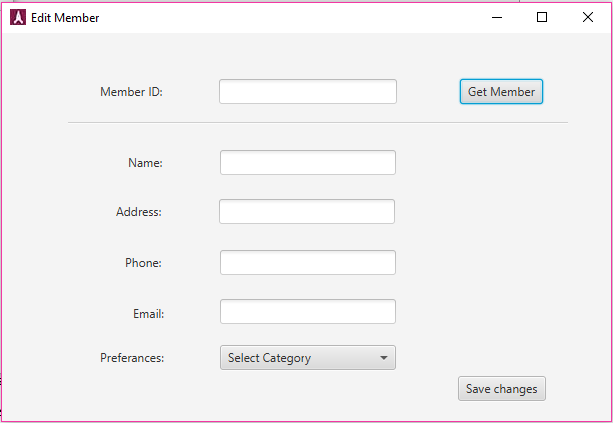 Edit Member
Member ID:
Get Member
Name:
Address:
Phone:
Email:
Preferances:
Select Category
Save changes